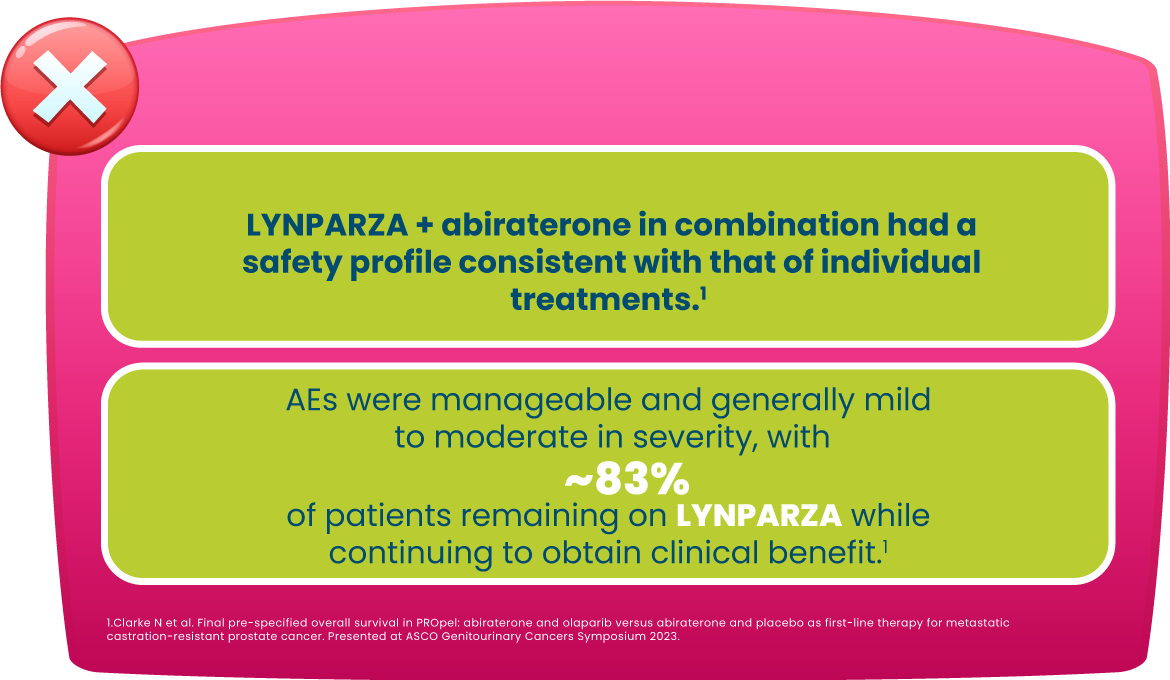 LYNPARZA + abiraterone in combination had a
safety profile consistent with that of individual
treatments.¹
AEs were manageable and generally mild
to moderate in severity, with
~83%
of patients remaining on LYNPARZA while
continuing to obtain clinical benefit.¹
1.Clarke N et al. Final pre-specified overall survival in PROpel: abiraterone and olaparib versus abiraterone and placebo as first-line therapy for metastatic
castration-resistant prostate cancer. Presented at ASCO Genitourinary Cancers Symposium 2023.